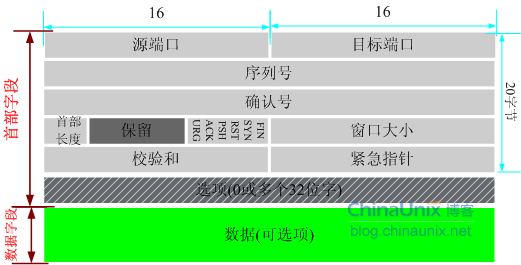 16 16
源端口 目标端口
序列号
确认号
首部长度 保留 URG ACK PSH RST SYN FIN 窗口大小
校验和 紧急指针
选项(0或多个32位字)
数据(可选项)
首部字段
数据字段
20字节
ChinaUnix 博客
blog.chinaunix.net